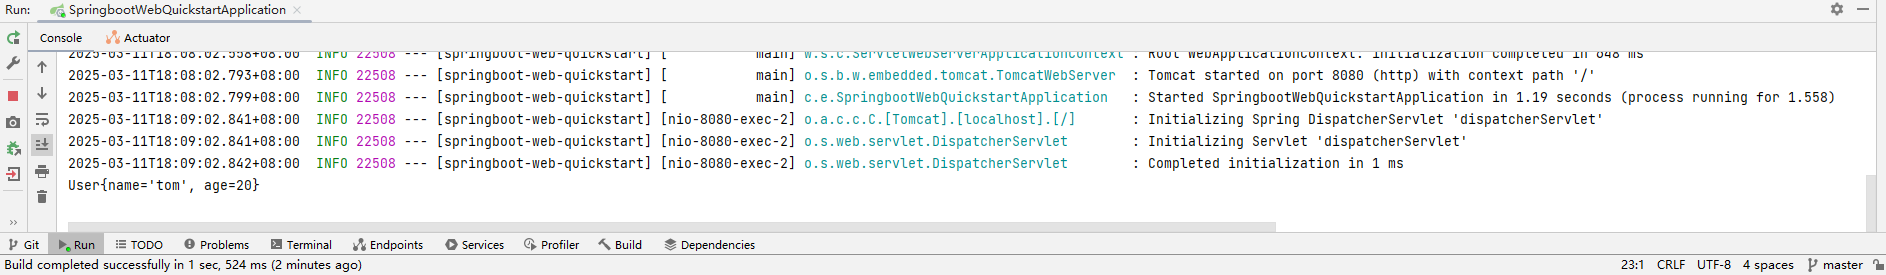 Run: SpringbootWebQuickstartApplication ×
Console Actuator
2025-03-11T18:08:02.558+08:00  INFO 22508 --- [springboot-web-quickstart] [           main] w.s.c.ServletWebServerApplicationContext : Root WebApplicationContext: initialization completed in 648 ms
2025-03-11T18:08:02.793+08:00  INFO 22508 --- [springboot-web-quickstart] [           main] o.s.b.w.embedded.tomcat.TomcatWebServer  : Tomcat started on port 8080 (http) with context path '/'
2025-03-11T18:08:02.799+08:00  INFO 22508 --- [springboot-web-quickstart] [           main] c.e.SpringbootWebQuickstartApplication   : Started SpringbootWebQuickstartApplication in 1.19 seconds (process running for 1.558)
2025-03-11T18:09:02.841+08:00  INFO 22508 --- [springboot-web-quickstart] [nio-8080-exec-2] o.a.c.c.C.[Tomcat].[localhost].[/]       : Initializing Spring DispatcherServlet 'dispatcherServlet'
2025-03-11T18:09:02.841+08:00  INFO 22508 --- [springboot-web-quickstart] [nio-8080-exec-2] o.s.web.servlet.DispatcherServlet        : Initializing Servlet 'dispatcherServlet'
2025-03-11T18:09:02.842+08:00  INFO 22508 --- [springboot-web-quickstart] [nio-8080-exec-2] o.s.web.servlet.DispatcherServlet        : Completed initialization in 1 ms
User{name='tom', age=20}
Git Run TODO Problems Terminal Endpoints Services Profiler Build Dependencies
Build completed successfully in 1 sec, 524 ms (2 minutes ago) 23:1 CRLF UTF-8 4 spaces master